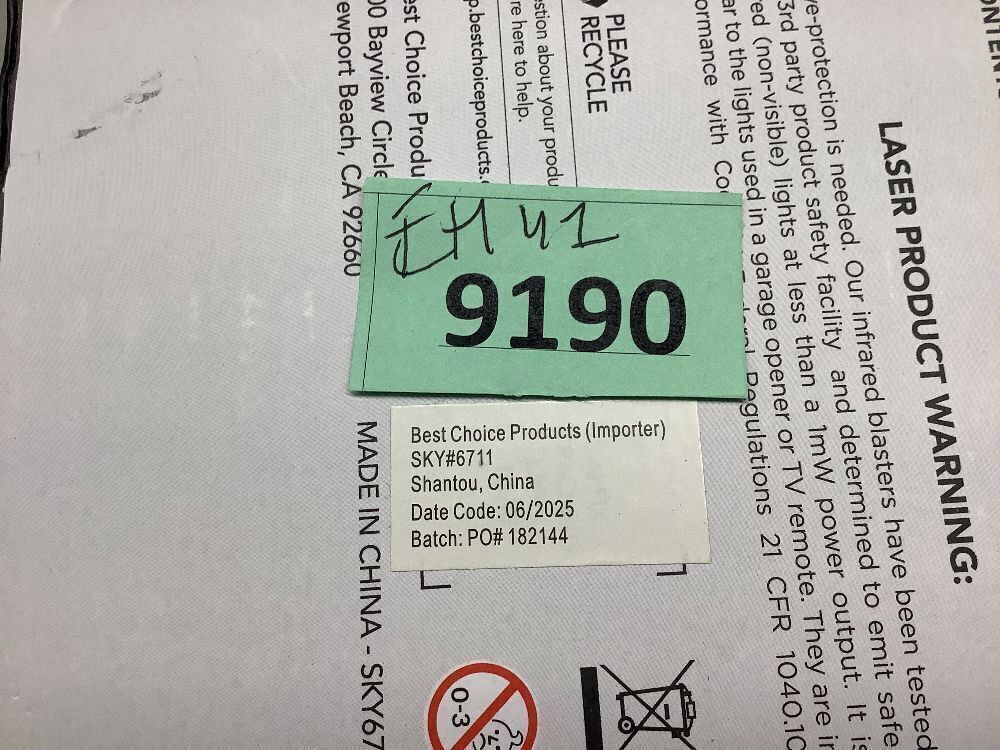 9190
Best Choice Products (Importer)
SKY#6711
Shantou, China
Date Code: 06/2025
Batch: PO# 182144
LASER PRODUCT WARNING:
ye-protection is needed. Our infrared blasters have been tested
3rd party product safety facility and determined to emit safe
red (non-visible) lights at less than a 1mW power output. It is
ar to the lights used in a garage opener or TV remote. They are in
ormance with Co
Regulations 21 CFR 1040.10
PLEASE
RECYCLE
estion about your produ
re here to help.
p.bestchoiceproducts.c
est Choice Produ
00 Bayview Circle
ewport Beach, CA 92660
MADE IN CHINA - SKY67
0-3